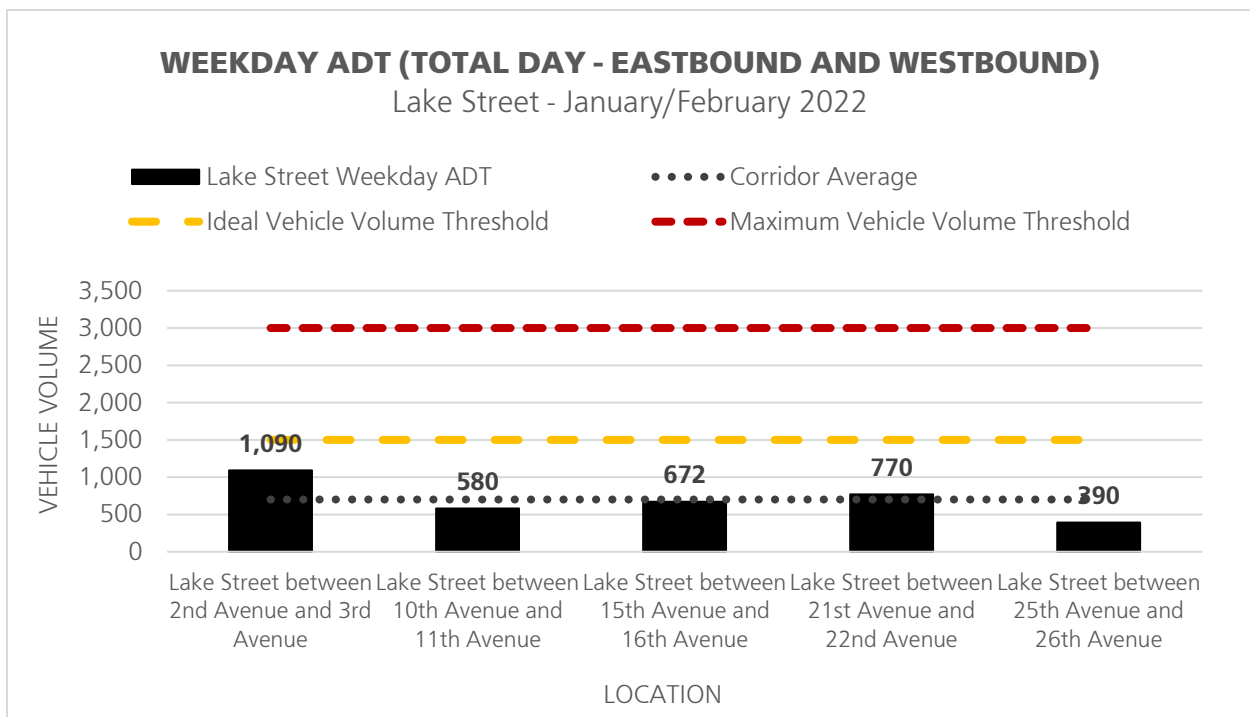 WEEKDAY ADT (TOTAL DAY - EASTBOUND AND WESTBOUND)
Lake Street - January/February 2022
Lake Street Weekday ADT
Corridor Average
Ideal Vehicle Volume Threshold
Maximum Vehicle Volume Threshold
VEHICLE VOLUME
3,500
3,000
2,500
2,000
1,500
1,000
500
0
1,090
580
672
770
390
Lake Street between
2nd Avenue and 3rd
Avenue
Lake Street between
10th Avenue and
11th Avenue
Lake Street between
15th Avenue and
16th Avenue
Lake Street between
21st Avenue and
22nd Avenue
Lake Street between
25th Avenue and
26th Avenue
LOCATION